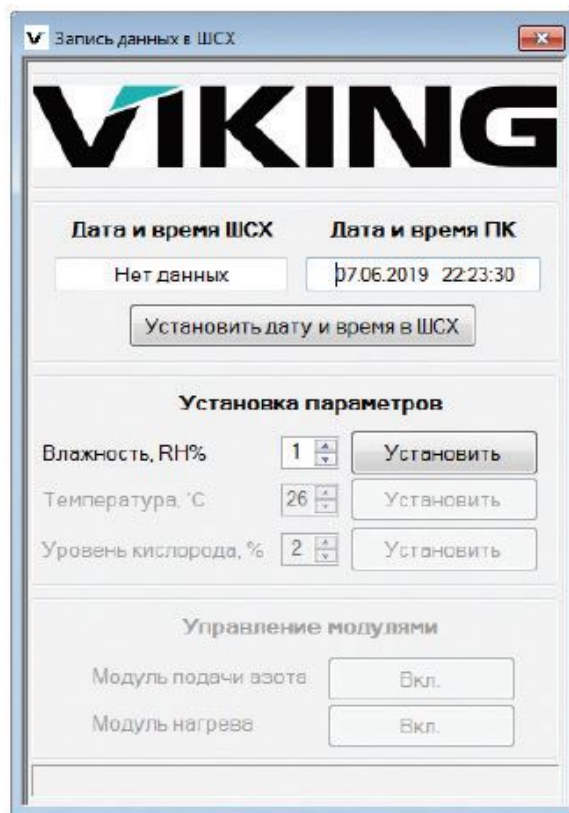 Запись данных в ШСХ
VIKING
Дата и время ШСХ Дата и время ПК
Нет данных 07.06.2019 22:23:30
Установить дату и время в ШСХ
Установка параметров
Влажность, RH% 1 Установить
Температура, °C 26 Установить
Уровень кислорода, % 2 Установить
Управление модулями
Модуль подачи азота Вкл.
Модуль нагрева Вкл.